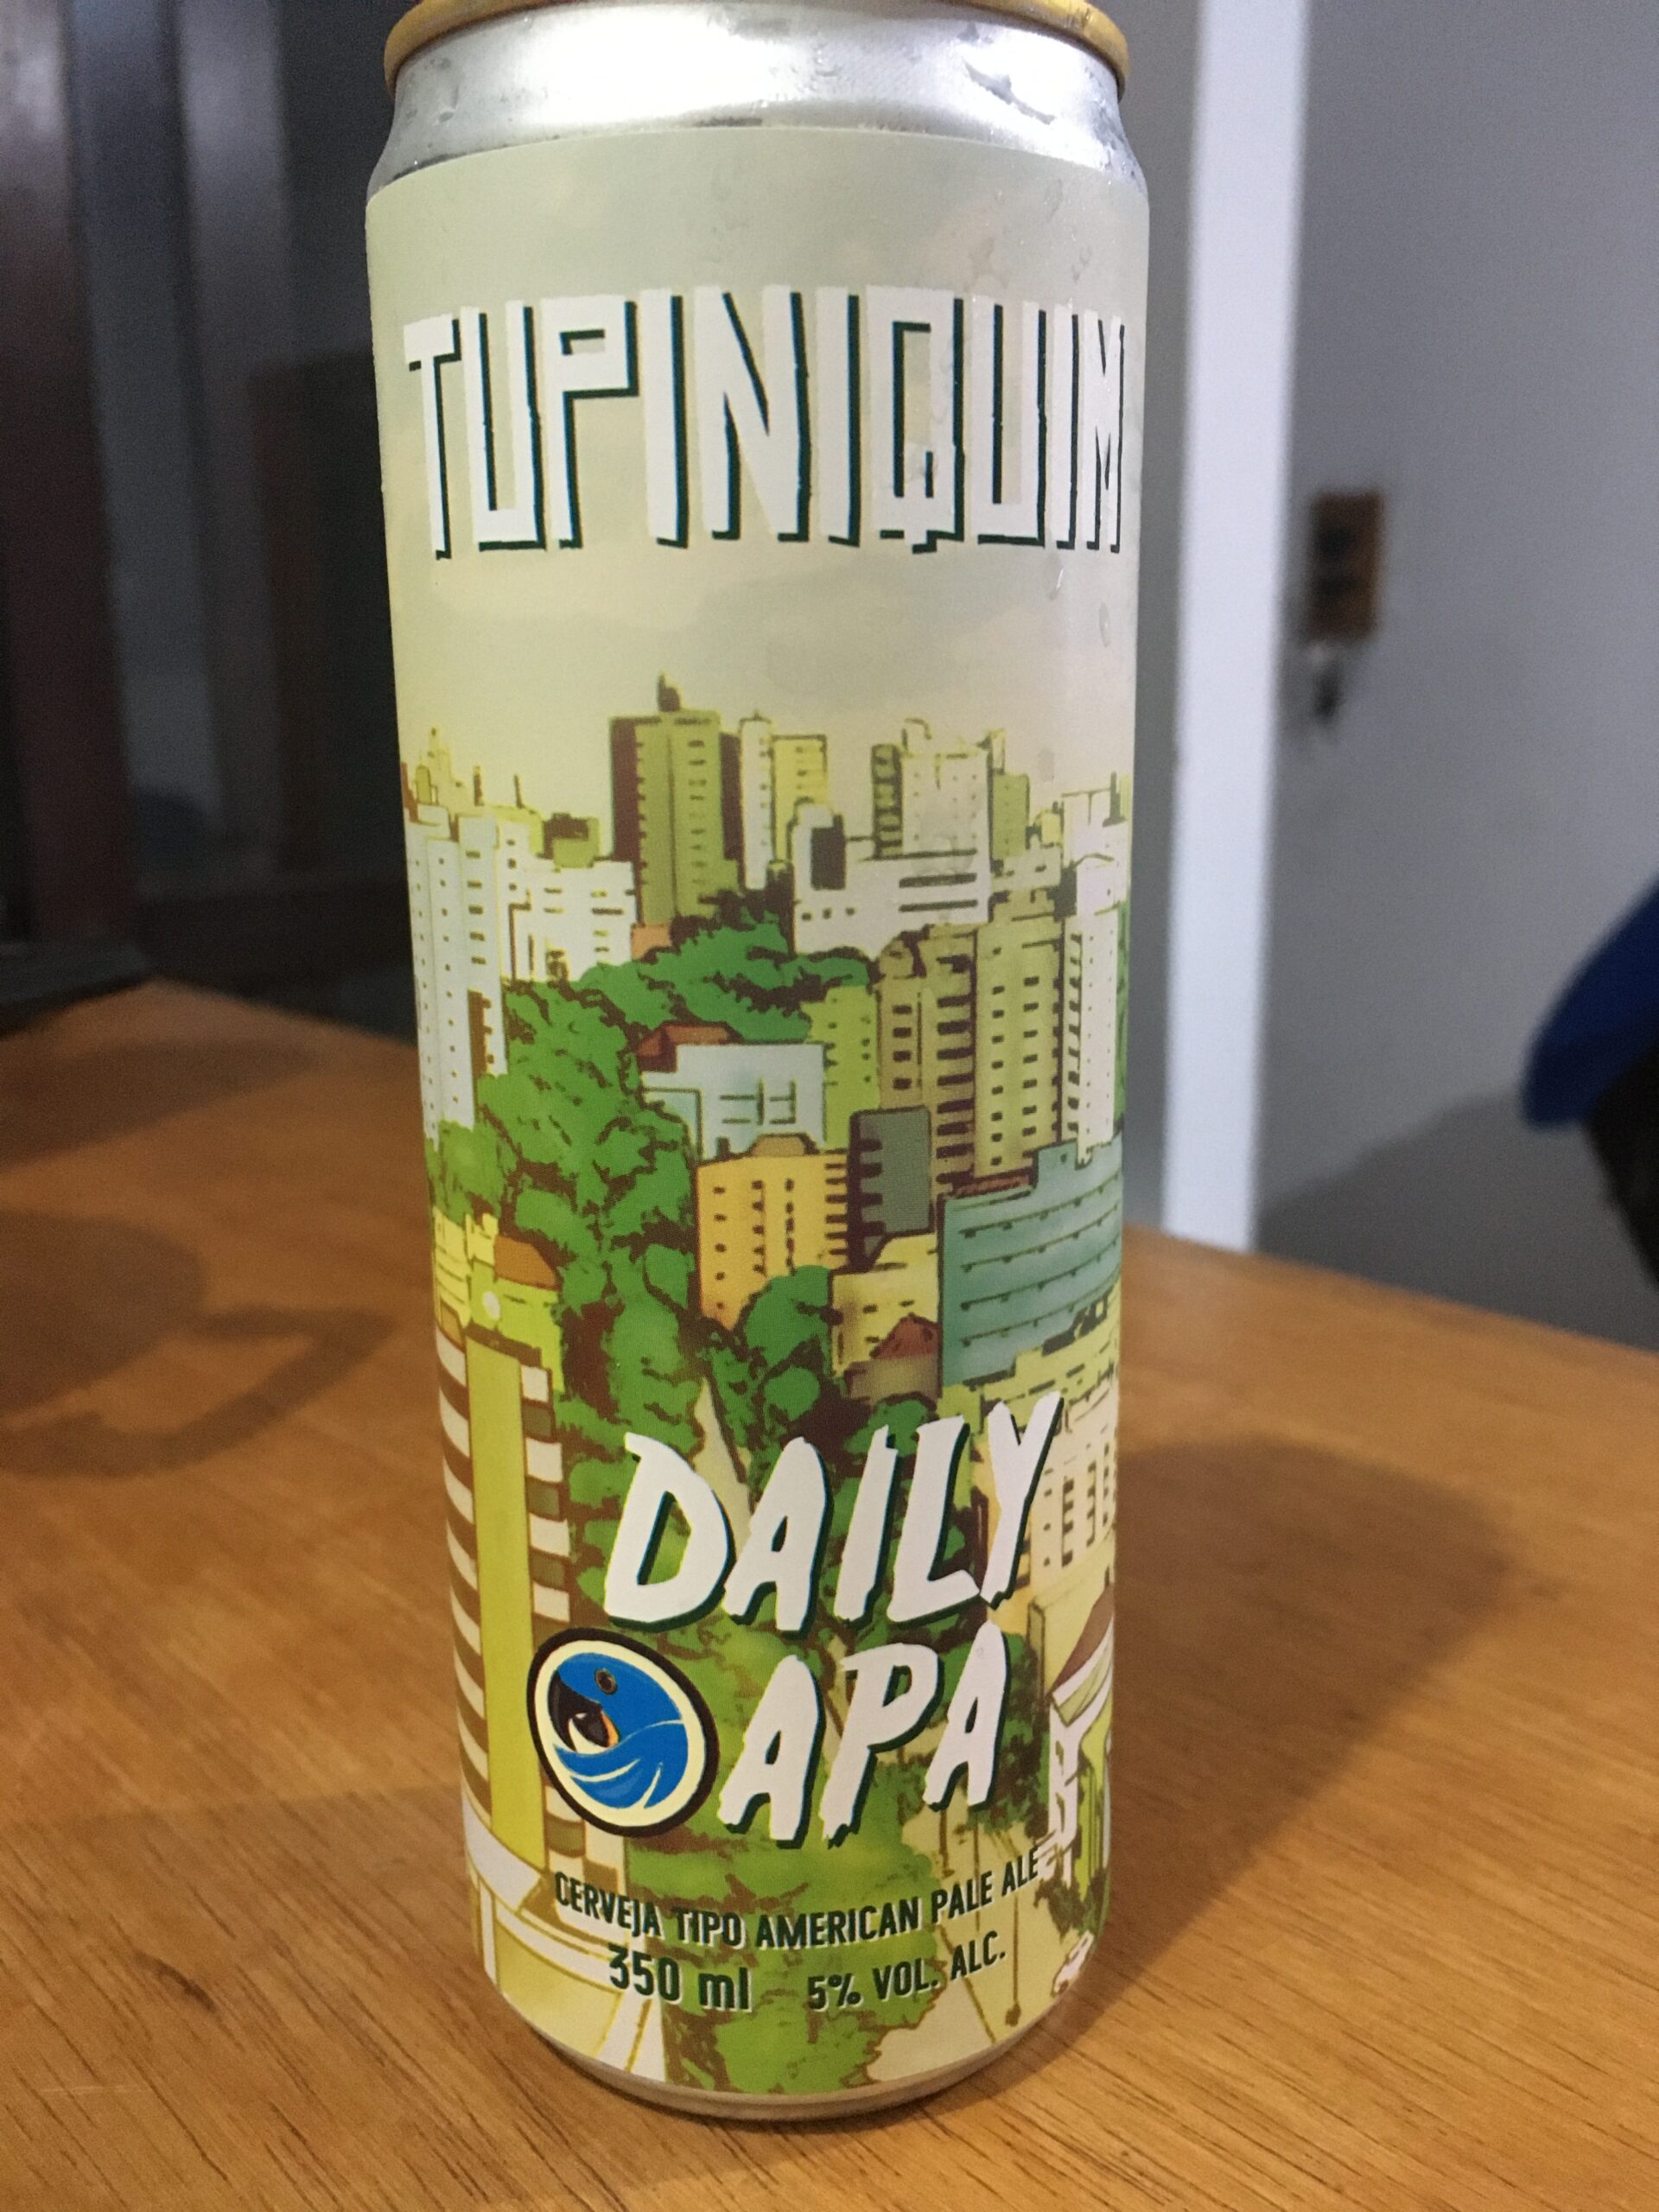 TUPINIQUIM
DAILY
APA
CERVEJA TIPO AMERICAN PALE ALE
350 ml 5% VOL. ALC.